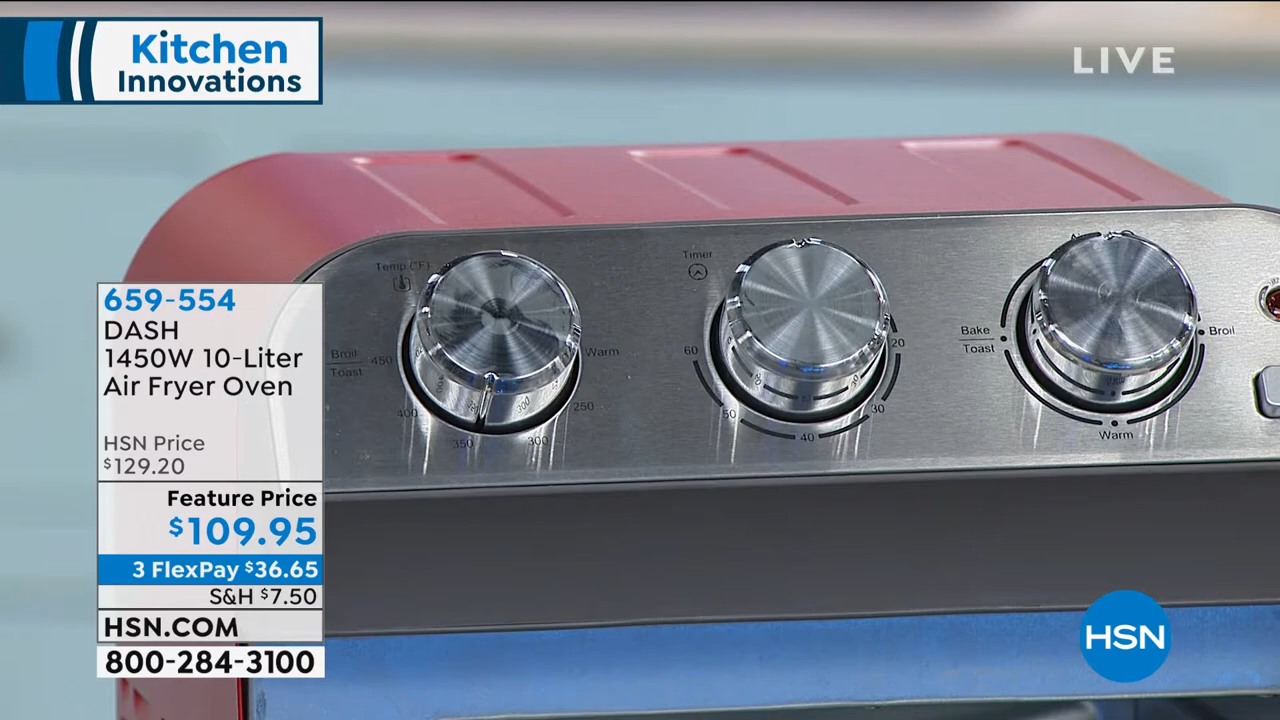 Kitchen
Innovations
LIVE
659-554
DASH
1450W 10-Liter
Air Fryer Oven
HSN Price
$129.20
Feature Price
$109.95
3 FlexPay $36.65
S&H $7.50
HSN.COM
800-284-3100
Temp(°F)
Broil
Toast
450
400
350
300
250
Warm
Timer
60
50
40
30
20
Bake
Toast
Broil
Warm
HSN